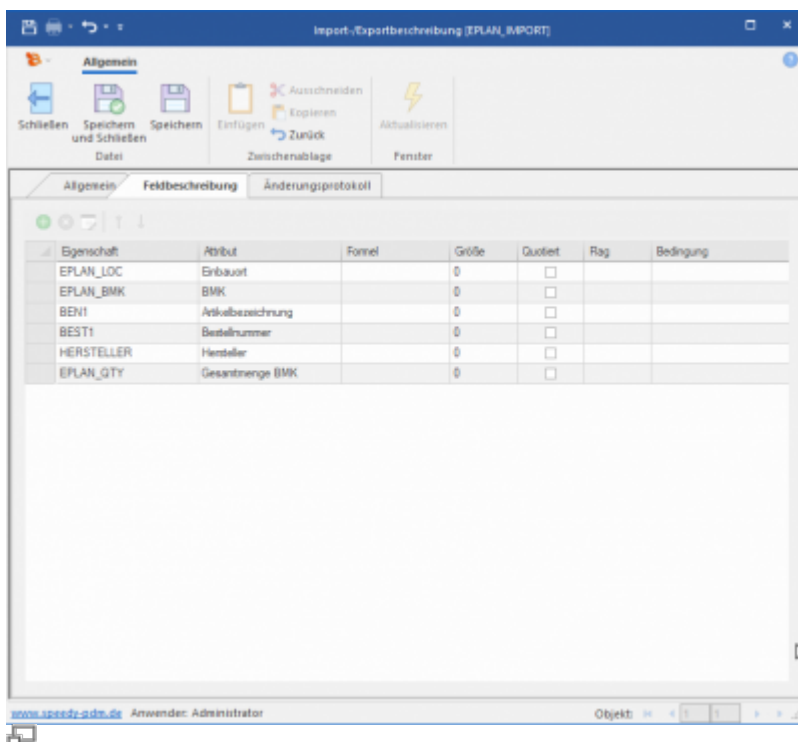 Import-/Exportbeschreibung [EPLAN_IMPORT]
Allgemein
Schließen
Speichern und Schließen
Speichern
Datei
Einfügen
Ausschneiden
Kopieren
Zurück
Zwischenablage
Aktualisieren
Fenster
Allgemein Feldbeschreibung Änderungsprotokoll
Eigenschaft Attribut Formel Größe Quotiert Flag Bedingung
EPLAN_LOC Einbauort 0
EPLAN_BMK BMK 0
BEN1 Artikelbezeichnung 0
BEST1 Bestellnummer 0
HERSTELLER Hersteller 0
EPLAN_QTY Gesamtmenge BMK 0
www.speedy-pdm.de Anwender: Administrator Objekt: 1 1